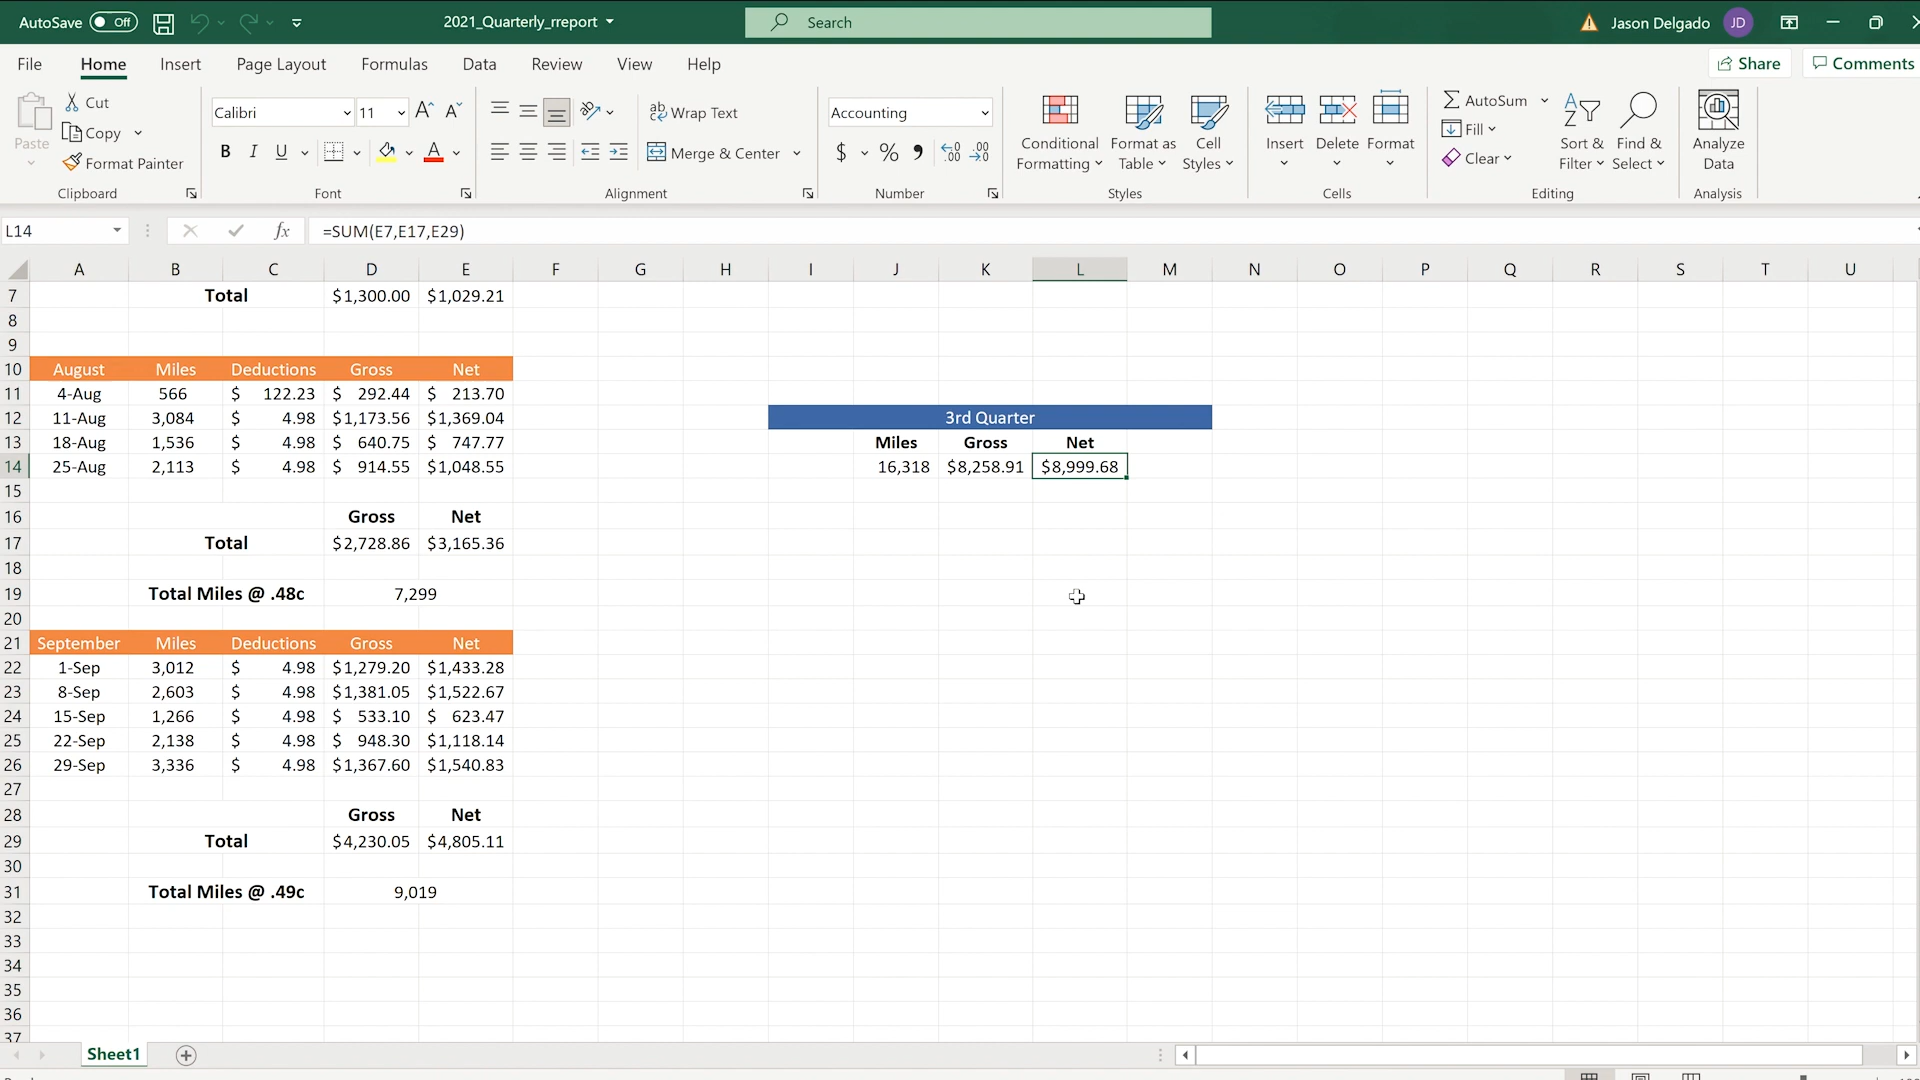 AutoSave Off 2021_Quarterly_rreport Search Jason Delgado JD
File Home Insert Page Layout Formulas Data Review View Help Share Comments
Paste
Cut
Copy
Format Painter
Clipboard
Calibri 11 A A
B I U A
Font
ab Wrap Text
Merge & Center
Alignment
Accounting
$ % 9 .00 .00
Number
Conditional Formatting
Format as Table
Cell Styles
Styles
Insert Delete Format
Cells
AutoSum
Fill
Clear
Sort & Filter
Find & Select
Editing
Analyze Data
Analysis
L14 fx =SUM(E7,E17,E29)
A B C D E F G H I J K L M N O P Q R S T U
7 Total $1,300.00 $1,029.21
8
9
10 August Miles Deductions Gross Net
11 4-Aug 566 $ 122.23 $ 292.44 $ 213.70
12 11-Aug 3,084 $ 4.98 $1,173.56 $1,369.04 3rd Quarter
13 18-Aug 1,536 $ 4.98 $ 640.75 $ 747.77 Miles Gross Net
14 25-Aug 2,113 $ 4.98 $ 914.55 $1,048.55 16,318 $8,258.91 $8,999.68
15
16 Gross Net
17 Total $2,728.86 $3,165.36
18
19 Total Miles @ .48c 7,299
20
21 September Miles Deductions Gross Net
22 1-Sep 3,012 $ 4.98 $1,279.20 $1,433.28
23 8-Sep 2,603 $ 4.98 $1,381.05 $1,522.67
24 15-Sep 1,266 $ 4.98 $ 533.10 $ 623.47
25 22-Sep 2,138 $ 4.98 $ 948.30 $1,118.14
26 29-Sep 3,336 $ 4.98 $1,367.60 $1,540.83
27
28 Gross Net
29 Total $4,230.05 $4,805.11
30
31 Total Miles @ .49c 9,019
32
33
34
35
36
37
Sheet1